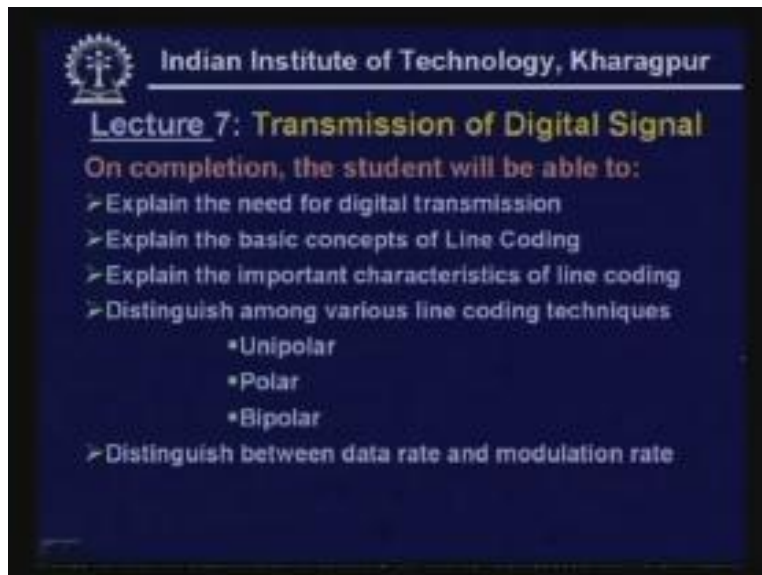 Indian Institute of Technology, Kharagpur
Lecture 7: Transmission of Digital Signal
On completion, the student will be able to:
➢Explain the need for digital transmission
➢Explain the basic concepts of Line Coding
➢Explain the important characteristics of line coding
➢Distinguish among various line coding techniques
▪Unipolar
▪Polar
▪Bipolar
➢Distinguish between data rate and modulation rate